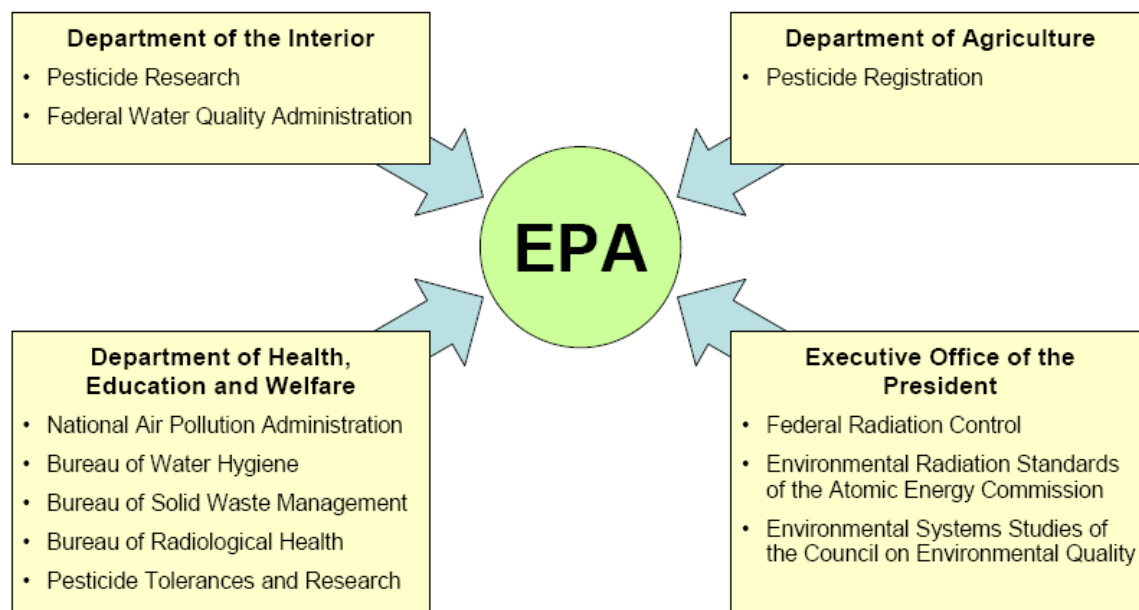 Department of the Interior
• Pesticide Research
• Federal Water Quality Administration
Department of Agriculture
• Pesticide Registration
EPA
Department of Health,
Education and Welfare
• National Air Pollution Administration
• Bureau of Water Hygiene
• Bureau of Solid Waste Management
• Bureau of Radiological Health
• Pesticide Tolerances and Research
Executive Office of the
President
• Federal Radiation Control
• Environmental Radiation Standards
of the Atomic Energy Commission
• Environmental Systems Studies of
the Council on Environmental Quality